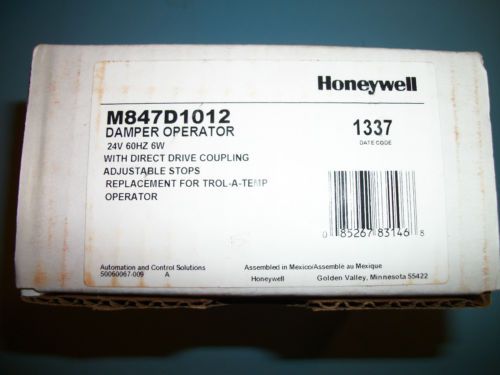 Honeywell
M847D1012
DAMPER OPERATOR
24V 60HZ 6W
WITH DIRECT DRIVE COUPLING
ADJUSTABLE STOPS
REPLACEMENT FOR TROL-A-TEMP
OPERATOR
1337
DATE CODE
0 85267 83146 8
Automation and Control Solutions
50060067-009 A
Assembled in Mexico/Assemblé au Mexique
Honeywell Golden Valley, Minnesota 55422